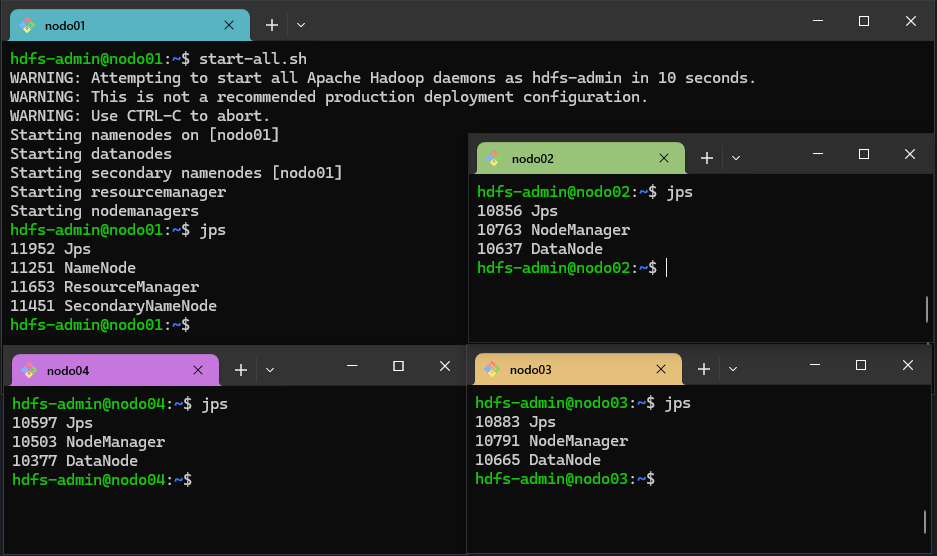 nodo01
hdfs-admin@nodo01:~$ start-all.sh
WARNING: Attempting to start all Apache Hadoop daemons as hdfs-admin in 10 seconds.
WARNING: This is not a recommended production deployment configuration.
WARNING: Use CTRL-C to abort.
Starting namenodes on [nodo01]
Starting datanodes
Starting secondary namenodes [nodo01]
Starting resourcemanager
Starting nodemanagers
hdfs-admin@nodo01:~$ jps
11952 Jps
11251 NameNode
11653 ResourceManager
11451 SecondaryNameNode
hdfs-admin@nodo01:~$
nodo02
hdfs-admin@nodo02:~$ jps
10856 Jps
10763 NodeManager
10637 DataNode
hdfs-admin@nodo02:~$
nodo04
hdfs-admin@nodo04:~$ jps
10597 Jps
10503 NodeManager
10377 DataNode
hdfs-admin@nodo04:~$
nodo03
hdfs-admin@nodo03:~$ jps
10883 Jps
10791 NodeManager
10665 DataNode
hdfs-admin@nodo03:~$